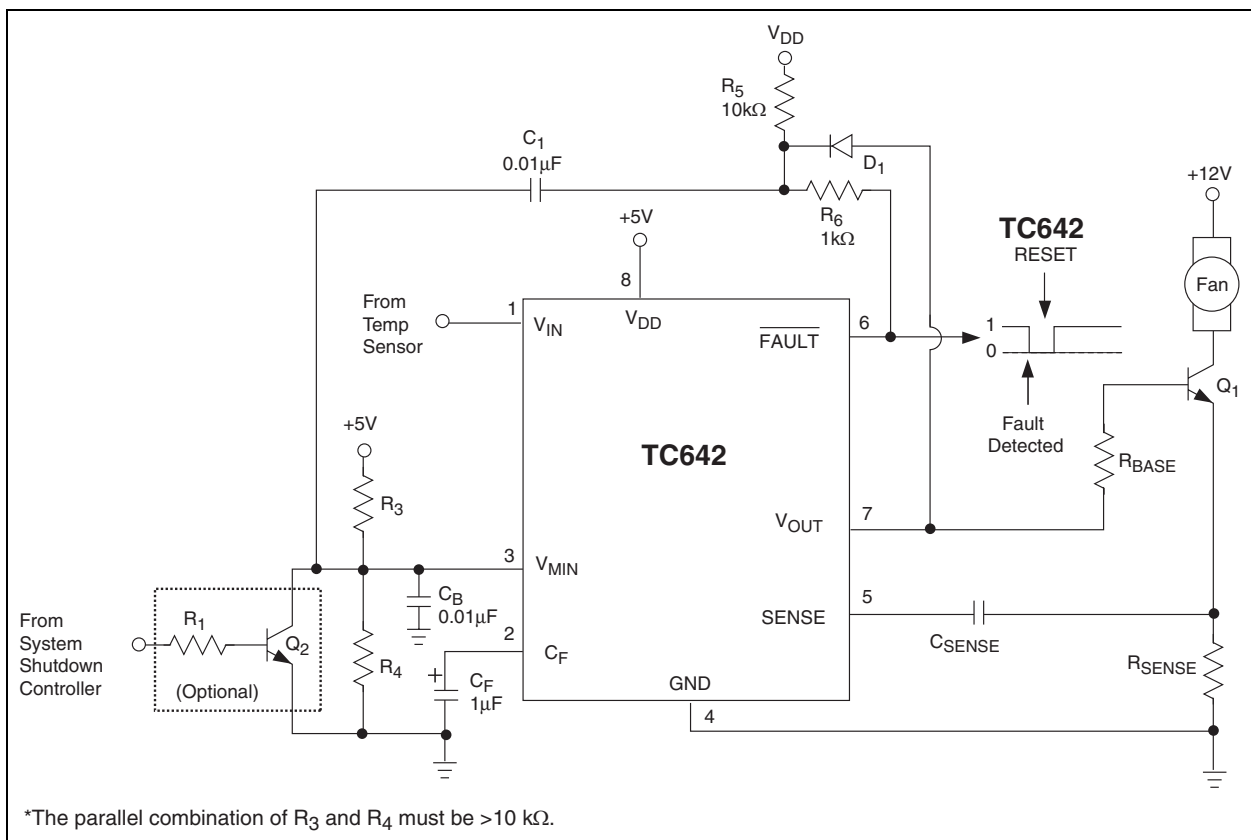 V_DD
R_5
10kΩ
C_1
0.01µF
D_1
+12V
R_6
1kΩ
+5V
TC642
RESET
Fan
8
From
Temp
Sensor
1
V_IN
V_DD
6
FAULT
1
0
Q_1
Fault
Detected
+5V
TC642
R_BASE
R_3
V_OUT
7
3
V_MIN
C_B
0.01µF
SENSE
5
From
System
Shutdown
Controller
R_1
Q_2
(Optional)
R_4
2
C_F
C_SENSE
R_SENSE
+
C_F
1µF
GND
4
*The parallel combination of R_3 and R_4 must be >10 kΩ.